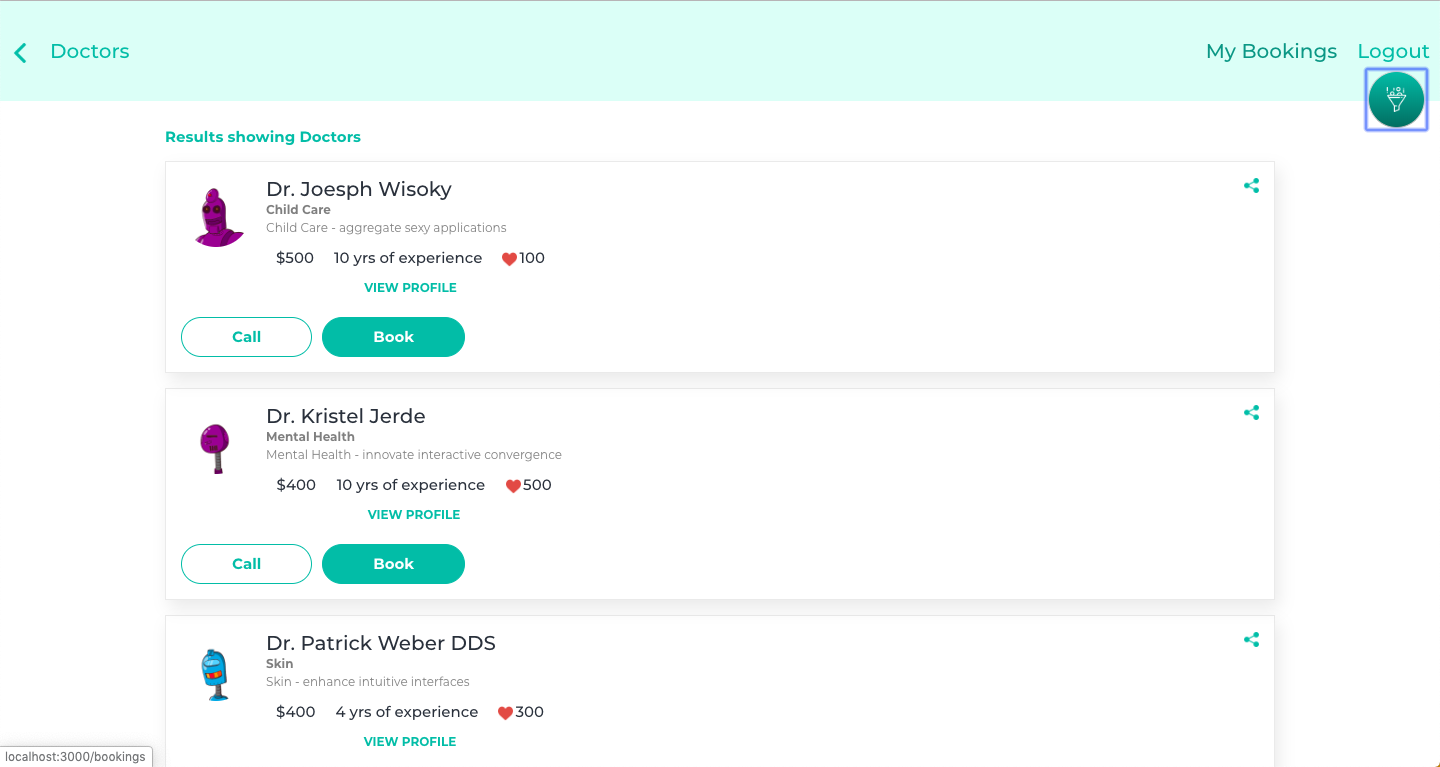 Doctors
My Bookings Logout
Results showing Doctors
Dr. Joesph Wisoky
Child Care
Child Care - aggregate sexy applications
$500 10 yrs of experience 100
VIEW PROFILE
Call Book
Dr. Kristel Jerde
Mental Health
Mental Health - innovate interactive convergence
$400 10 yrs of experience 500
VIEW PROFILE
Call Book
Dr. Patrick Weber DDS
Skin
Skin - enhance intuitive interfaces
$400 4 yrs of experience 300
VIEW PROFILE
localhost:3000/bookings